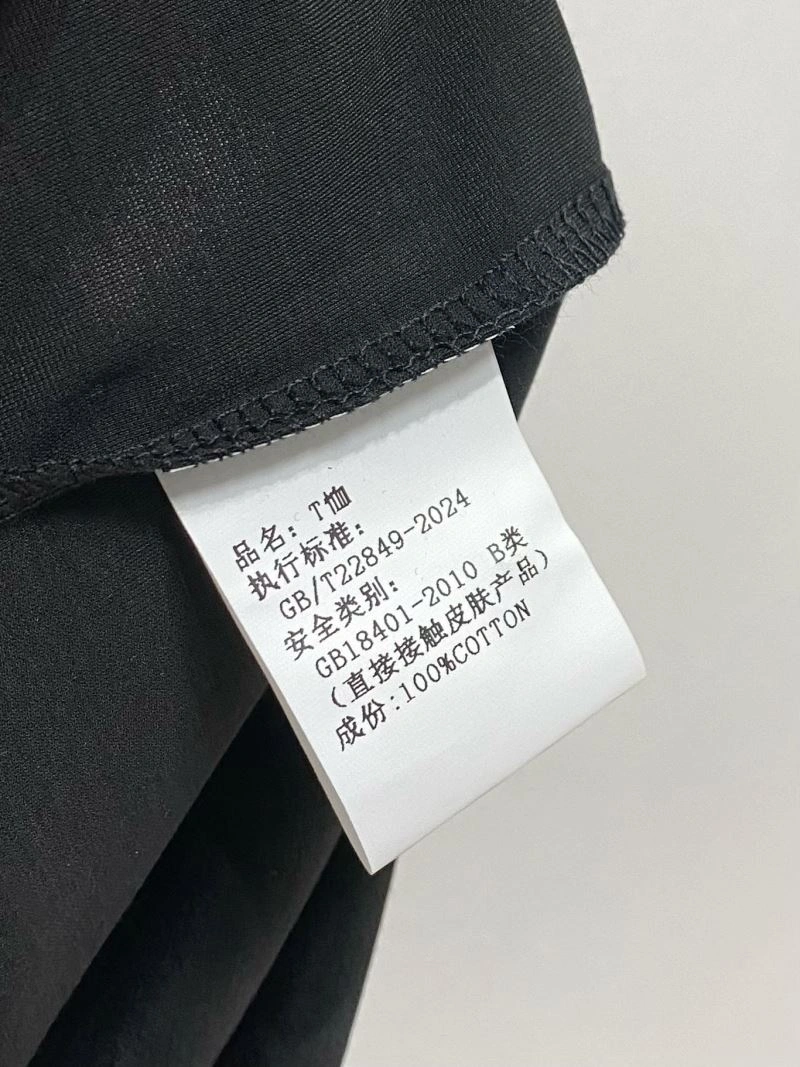 品名: T恤
执行标准:
GB/T22849-2024
安全类别:
GB18401-2010 B类
(直接接触皮肤产品)
成份:100%COTTON